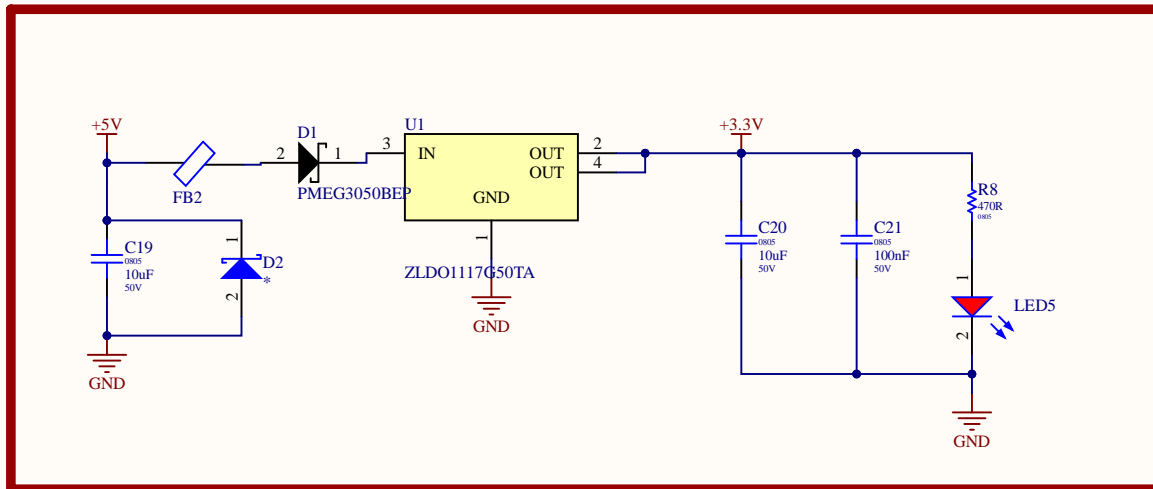 +5V
FB2
D1
2
1
PMEG3050BEP
U1
3
IN
OUT
2
OUT
4
GND
1
ZLDO1117G50TA
GND
C19
0805
10uF
50V
1
D2
*
2
GND
+3.3V
C20
0805
10uF
50V
C21
0805
100nF
50V
R8
470R
0805
1
LED5
2
GND